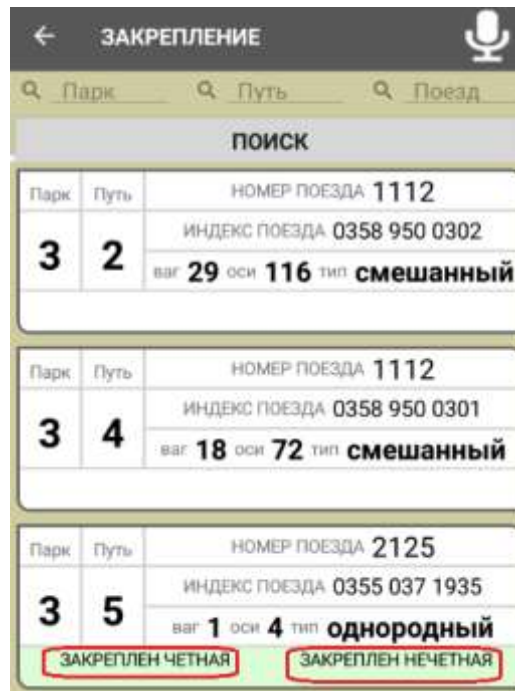 ЗАКРЕПЛЕНИЕ
Парк Путь Поезд
ПОИСК
Парк Путь НОМЕР ПОЕЗДА 1112
ИНДЕКС ПОЕЗДА 0358 950 0302
3 2 ваг 29 оси 116 тип смешанный
Парк Путь НОМЕР ПОЕЗДА 1112
ИНДЕКС ПОЕЗДА 0358 950 0301
3 4 ваг 18 оси 72 тип смешанный
Парк Путь НОМЕР ПОЕЗДА 2125
ИНДЕКС ПОЕЗДА 0355 037 1935
3 5 ваг 1 оси 4 тип однородный
ЗАКРЕПЛЕН ЧЕТНАЯ ЗАКРЕПЛЕН НЕЧЕТНАЯ